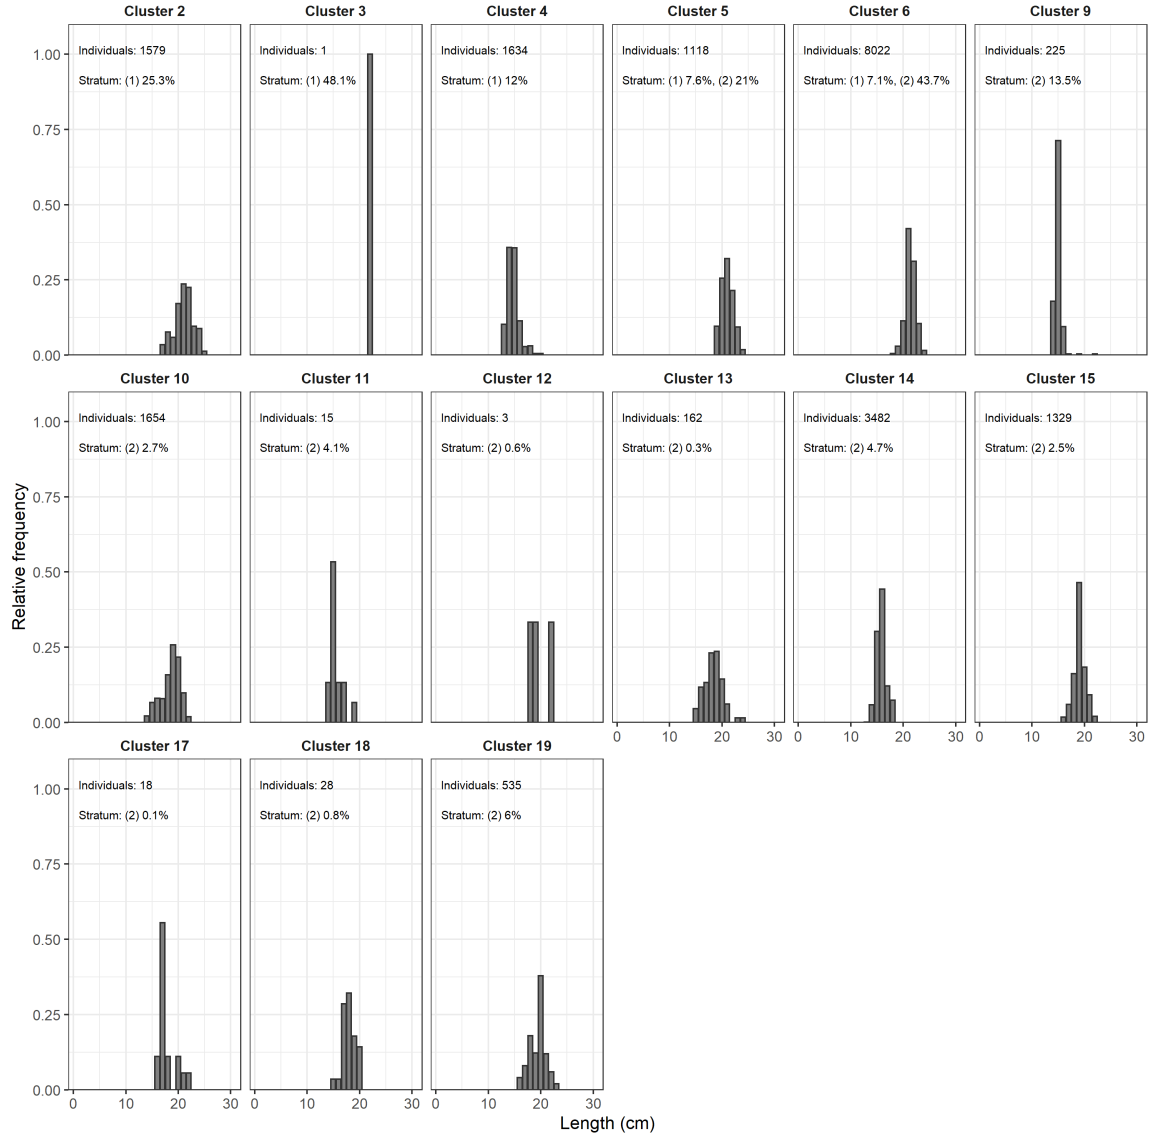 Cluster 2 Cluster 3 Cluster 4 Cluster 5 Cluster 6 Cluster 9
1.00 Individuals: 1579 Individuals: 1 Individuals: 1634 Individuals: 1118 Individuals: 8022 Individuals: 225
Stratum: (1) 25.3% Stratum: (1) 48.1% Stratum: (1) 12% Stratum: (1) 7.6%, (2) 21% Stratum: (1) 7.1%, (2) 43.7% Stratum: (2) 13.5%
0.75
0.50
0.25
0.00
Cluster 10 Cluster 11 Cluster 12 Cluster 13 Cluster 14 Cluster 15
1.00 Individuals: 1654 Individuals: 15 Individuals: 3 Individuals: 162 Individuals: 3482 Individuals: 1329
Stratum: (2) 2.7% Stratum: (2) 4.1% Stratum: (2) 0.6% Stratum: (2) 0.3% Stratum: (2) 4.7% Stratum: (2) 2.5%
0.75
Relative frequency
0.50
0.25
0.00
0 10 20 30 0 10 20 30 0 10 20 30
Cluster 17 Cluster 18 Cluster 19
1.00 Individuals: 18 Individuals: 28 Individuals: 535
Stratum: (2) 0.1% Stratum: (2) 0.8% Stratum: (2) 6%
0.75
0.50
0.25
0.00
0 10 20 30 0 10 20 30 0 10 20 30
Length (cm)